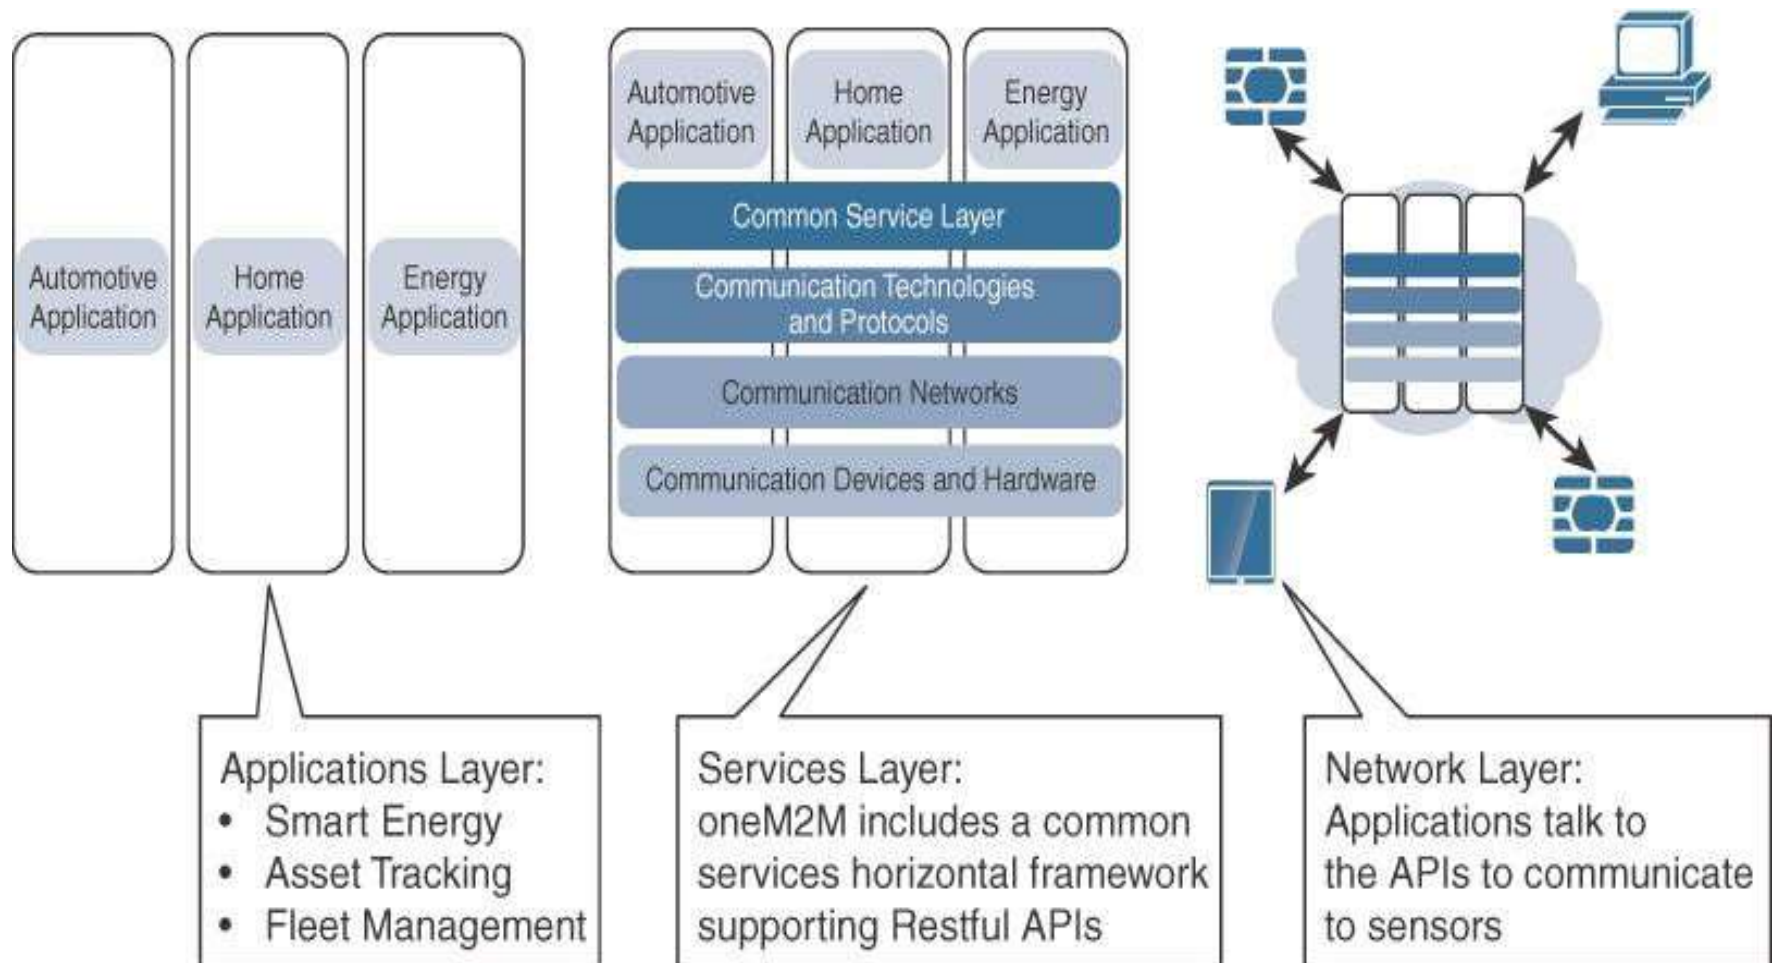 Automotive
Application
Home
Application
Energy
Application
Automotive
Application
Home
Application
Energy
Application
Common Service Layer
Communication Technologies
and Protocols
Communication Networks
Communication Devices and Hardware
Applications Layer:
• Smart Energy
• Asset Tracking
• Fleet Management
Services Layer:
oneM2M includes a common
services horizontal framework
supporting Restful APIs
Network Layer:
Applications talk to
the APIs to communicate
to sensors